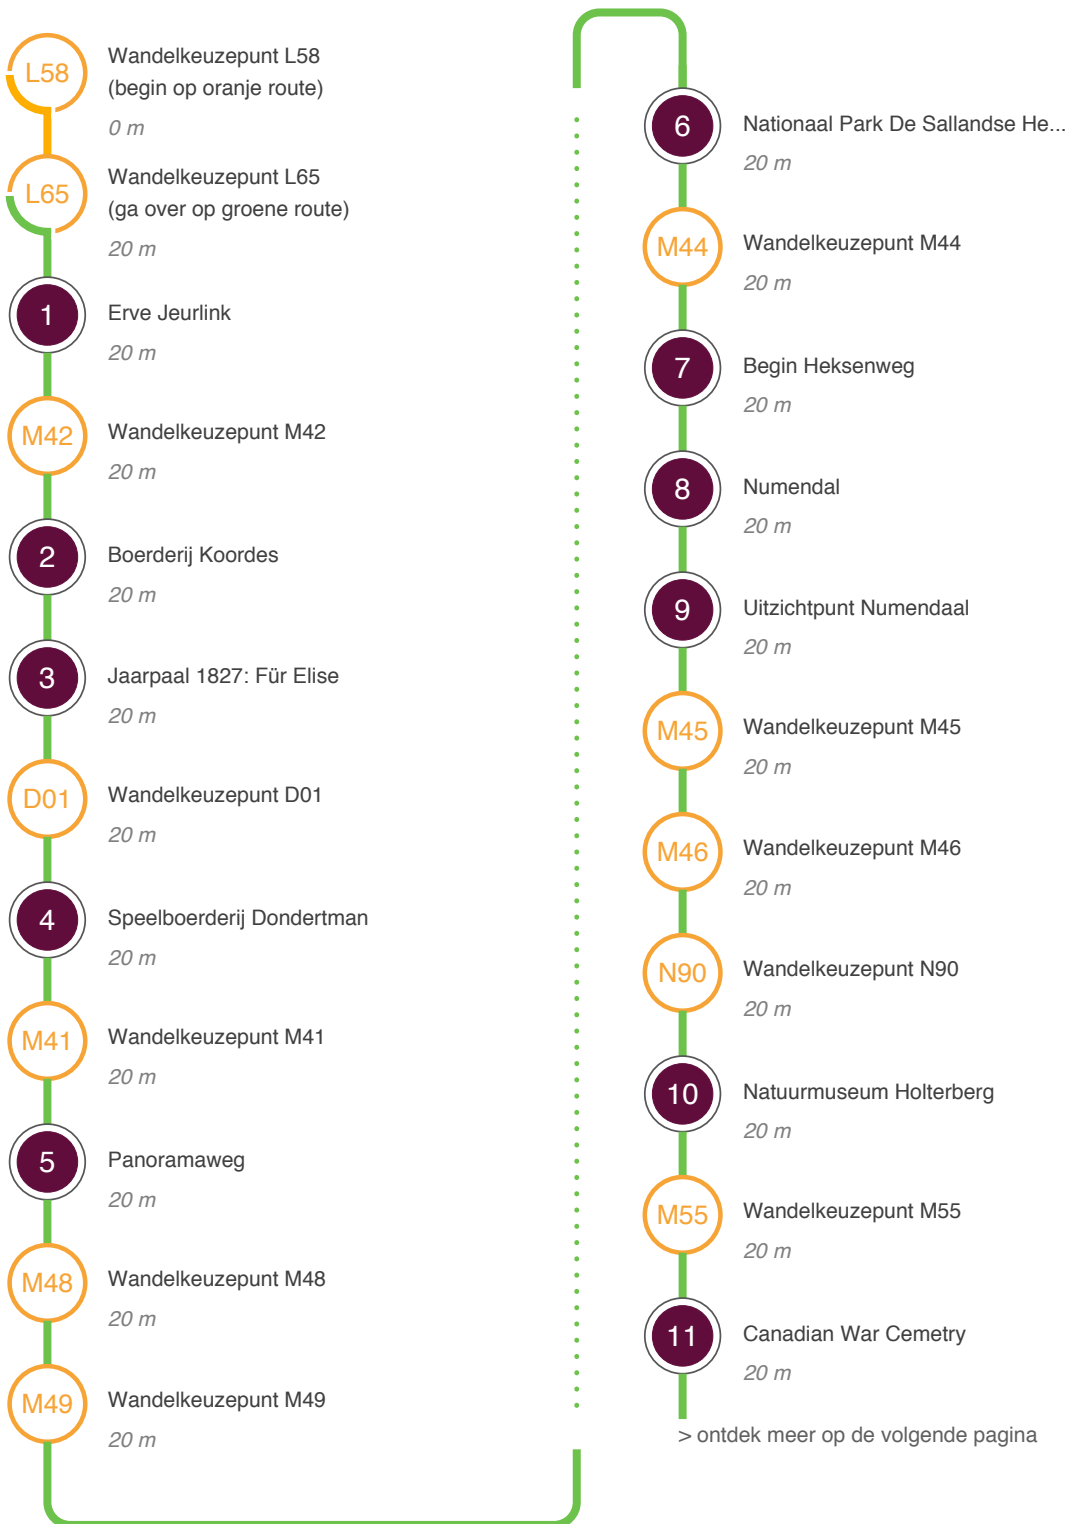 L58
Wandelkeuzepunt L58
(begin op oranje route)
0 m
L65
Wandelkeuzepunt L65
(ga over op groene route)
20 m
1
Erve Jeurlink
20 m
M42
Wandelkeuzepunt M42
20 m
2
Boerderij Koordes
20 m
3
Jaarpaal 1827: Für Elise
20 m
D01
Wandelkeuzepunt D01
20 m
4
Speelboerderij Dondertman
20 m
M41
Wandelkeuzepunt M41
20 m
5
Panoramaweg
20 m
M48
Wandelkeuzepunt M48
20 m
M49
Wandelkeuzepunt M49
20 m
6
Nationaal Park De Sallandse He...
20 m
M44
Wandelkeuzepunt M44
20 m
7
Begin Heksenweg
20 m
8
Numendal
20 m
9
Uitzichtpunt Numendaal
20 m
M45
Wandelkeuzepunt M45
20 m
M46
Wandelkeuzepunt M46
20 m
N90
Wandelkeuzepunt N90
20 m
10
Natuurmuseum Holterberg
20 m
M55
Wandelkeuzepunt M55
20 m
11
Canadian War Cemetry
20 m
> ontdek meer op de volgende pagina